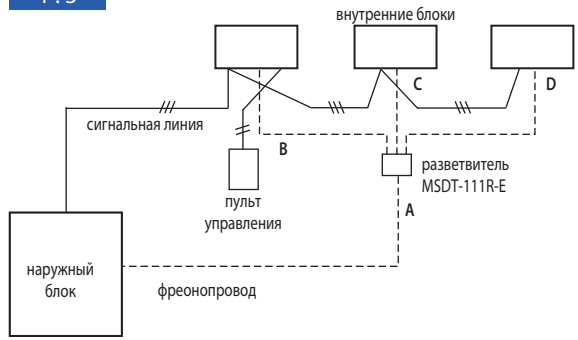 внутренние блоки
C
D
сигнальная линия
B
разветвитель
MSDT-111R-E
пульт
управления
A
наружный
блок
фреонопровод